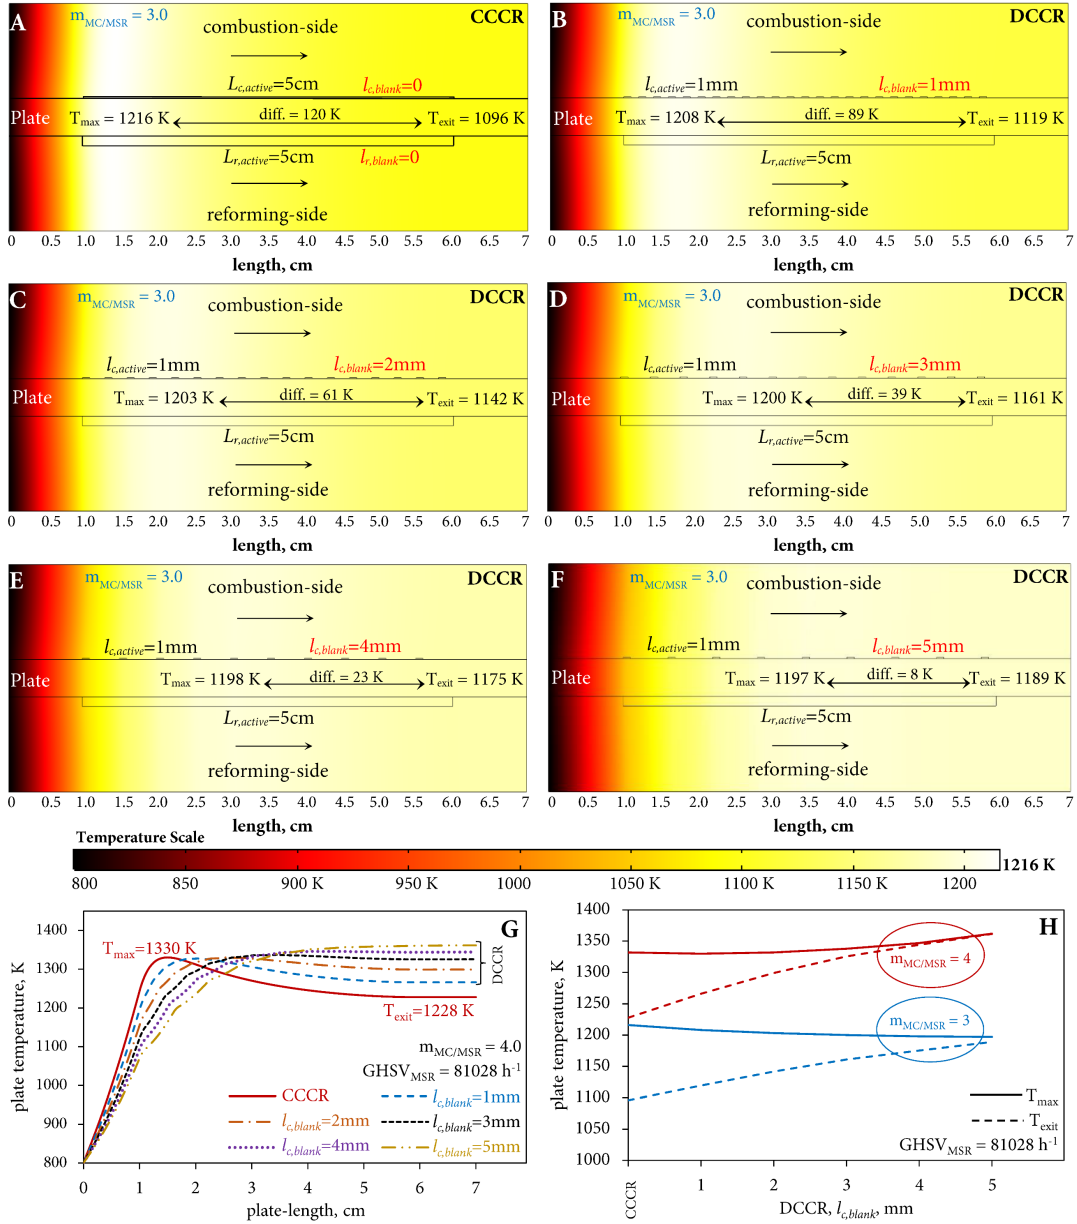 A
m_MC/MSR = 3.0
CCCR
combustion-side
L_c,active=5cm
l_c,blank=0
Plate
T_max = 1216 K
diff. = 120 K
T_exit = 1096 K
L_r,active=5cm
l_r,blank=0
reforming-side
0 0.5 1.0 1.5 2.0 2.5 3.0 3.5 4.0 4.5 5.0 5.5 6.0 6.5 7
length, cm
B
m_MC/MSR = 3.0
DCCR
combustion-side
l_c,active=1mm
l_c,blank=1mm
Plate
T_max = 1208 K
diff. = 89 K
T_exit = 1119 K
L_r,active=5cm
reforming-side
0 0.5 1.0 1.5 2.0 2.5 3.0 3.5 4.0 4.5 5.0 5.5 6.0 6.5 7
length, cm
C
m_MC/MSR = 3.0
DCCR
combustion-side
l_c,active=1mm
l_c,blank=2mm
Plate
T_max = 1203 K
diff. = 61 K
T_exit = 1142 K
L_r,active=5cm
reforming-side
0 0.5 1.0 1.5 2.0 2.5 3.0 3.5 4.0 4.5 5.0 5.5 6.0 6.5 7
length, cm
D
m_MC/MSR = 3.0
DCCR
combustion-side
l_c,active=1mm
l_c,blank=3mm
Plate
T_max = 1200 K
diff. = 39 K
T_exit = 1161 K
L_r,active=5cm
reforming-side
0 0.5 1.0 1.5 2.0 2.5 3.0 3.5 4.0 4.5 5.0 5.5 6.0 6.5 7
length, cm
E
m_MC/MSR = 3.0
DCCR
combustion-side
l_c,active=1mm
l_c,blank=4mm
Plate
T_max = 1198 K
diff. = 23 K
T_exit = 1175 K
L_r,active=5cm
reforming-side
0 0.5 1.0 1.5 2.0 2.5 3.0 3.5 4.0 4.5 5.0 5.5 6.0 6.5 7
length, cm
F
m_MC/MSR = 3.0
DCCR
combustion-side
l_c,active=1mm
l_c,blank=5mm
Plate
T_max = 1197 K
diff. = 8 K
T_exit = 1189 K
L_r,active=5cm
reforming-side
0 0.5 1.0 1.5 2.0 2.5 3.0 3.5 4.0 4.5 5.0 5.5 6.0 6.5 7
length, cm
Temperature Scale
1216 K
800 850 900 K 950 K 1000 1050 K 1100 K 1150 K 1200
G
plate temperature, K
1400
1300
1200
1100
1000
900
800
T_max=1330 K
DCCR
T_exit=1228 K
m_MC/MSR = 4.0
GHSV_MSR = 81028 h⁻¹
CCCR
l_c,blank=1mm
l_c,blank=2mm
l_c,blank=3mm
l_c,blank=4mm
l_c,blank=5mm
0 1 2 3 4 5 6 7
plate-length, cm
H
plate temperature, K
1400
1350
1300
1250
1200
1150
1100
1050
1000
m_MC/MSR = 4
m_MC/MSR = 3
T_max
T_exit
GHSV_MSR = 81028 h⁻¹
CCCR 1 2 3 4 5
DCCR, l_c,blank, mm